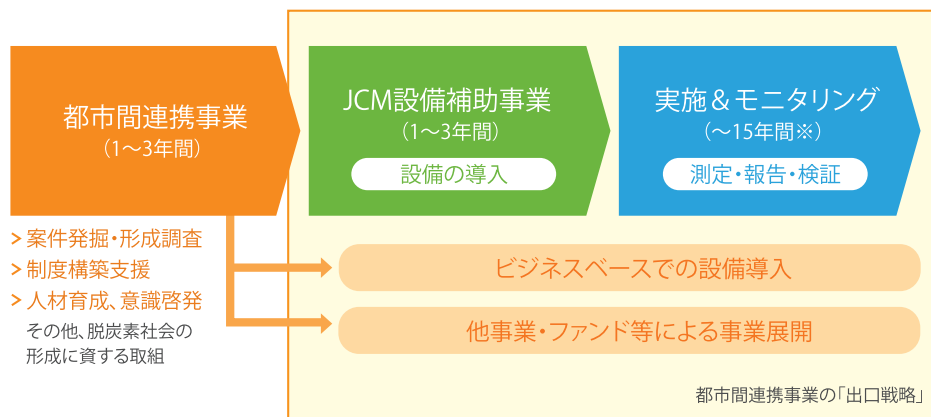 都市間連携事業
（1～3年間）
JCM設備補助事業
（1～3年間）
設備の導入
実施＆モニタリング
（～15年間※）
測定・報告・検証
> 案件発掘・形成調査
> 制度構築支援
> 人材育成、意識啓発
その他、脱炭素社会の
形成に資する取組
ビジネスベースでの設備導入
他事業・ファンド等による事業展開
都市間連携事業の「出口戦略」